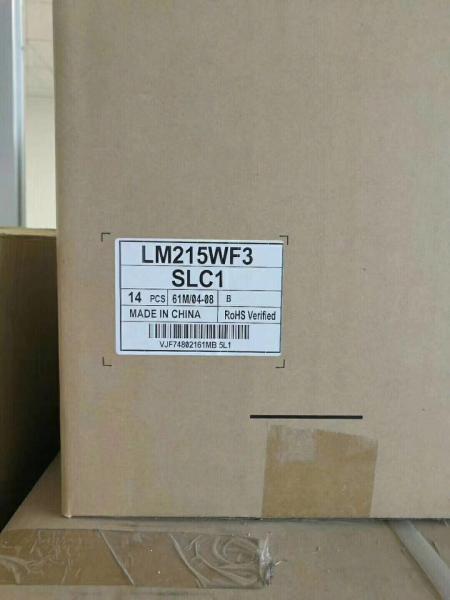 LM215WF3
SLC1
14 PCS 61M/04-08 B
MADE IN CHINA RoHS Verified
VJF74802161MB 5L1